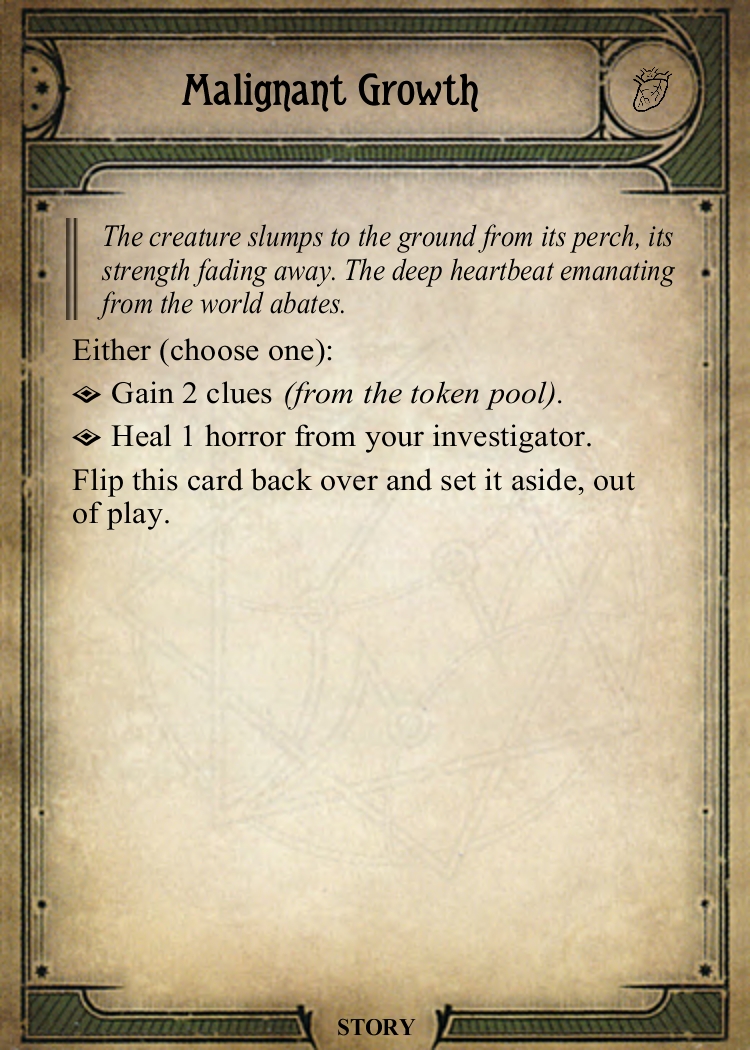 Malignant Growth
The creature slumps to the ground from its perch, its
strength fading away. The deep heartbeat emanating
from the world abates.
Either (choose one):
Gain 2 clues (from the token pool).
Heal 1 horror from your investigator.
Flip this card back over and set it aside, out
of play.
STORY